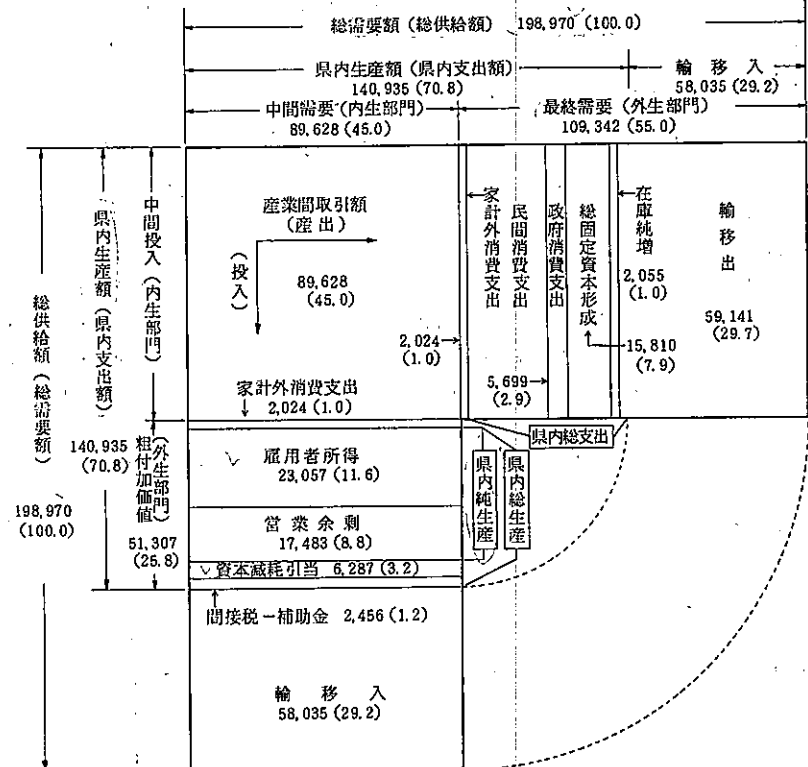 総需要額（総供給額） 198,970 (100.0)
県内生産額（県内支出額）
140,935 (70.8)
輸移入
58,035 (29.2)
中間需要（内生部門）
89,628 (45.0)
最終需要（外生部門）
109,342 (55.0)
総供給額（総需要額）
198,970
(100.0)
県内生産額（県内支出額）
140,935
(70.8)
中間投入（内生部門）
（外生部門）
粗付加価値
51,307
(25.8)
産業間取引額
（産出）
（投入）
89,628
(45.0)
家計外消費支出
2,024
(1.0)
民間消費支出
政府消費支出
5,699
(2.9)
総固定資本形成
15,810
(7.9)
在庫純増
2,055
(1.0)
輸移出
59,141
(29.7)
家計外消費支出
2,024 (1.0)
県内総支出
雇用者所得
23,057 (11.6)
県内純生産
県内総生産
営業余剰
17,483 (8.8)
資本減耗引当 6,287 (3.2)
間接税－補助金 2,456 (1.2)
輸移入
58,035 (29.2)